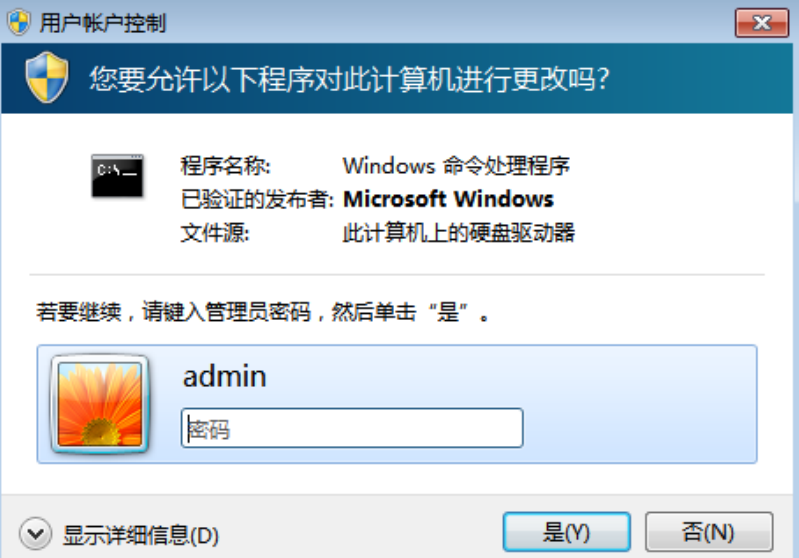 用户帐户控制
您要允许以下程序对此计算机进行更改吗?
C:\_
程序名称: Windows 命令处理程序
已验证的发布者: Microsoft Windows
文件源: 此计算机上的硬盘驱动器
若要继续，请键入管理员密码，然后单击“是”。
admin
密码
显示详细信息(D) 是(Y) 否(N)